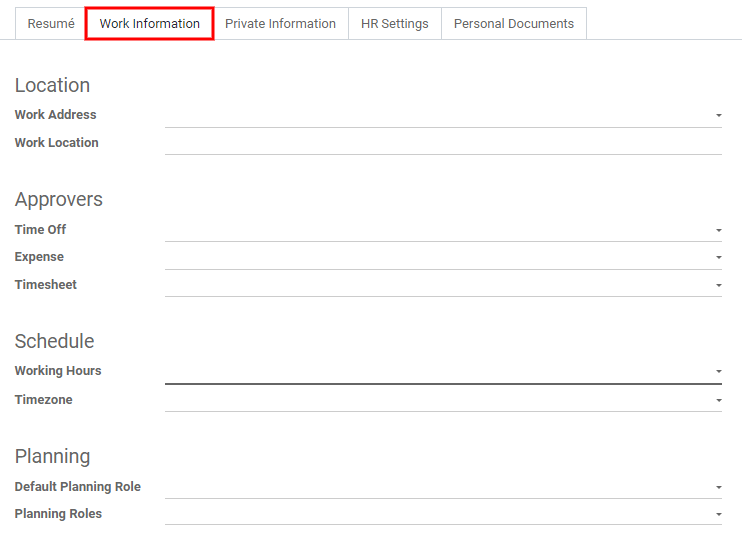 Resumé Work Information Private Information HR Settings Personal Documents
Location
Work Address
Work Location
Approvers
Time Off
Expense
Timesheet
Schedule
Working Hours
Timezone
Planning
Default Planning Role
Planning Roles